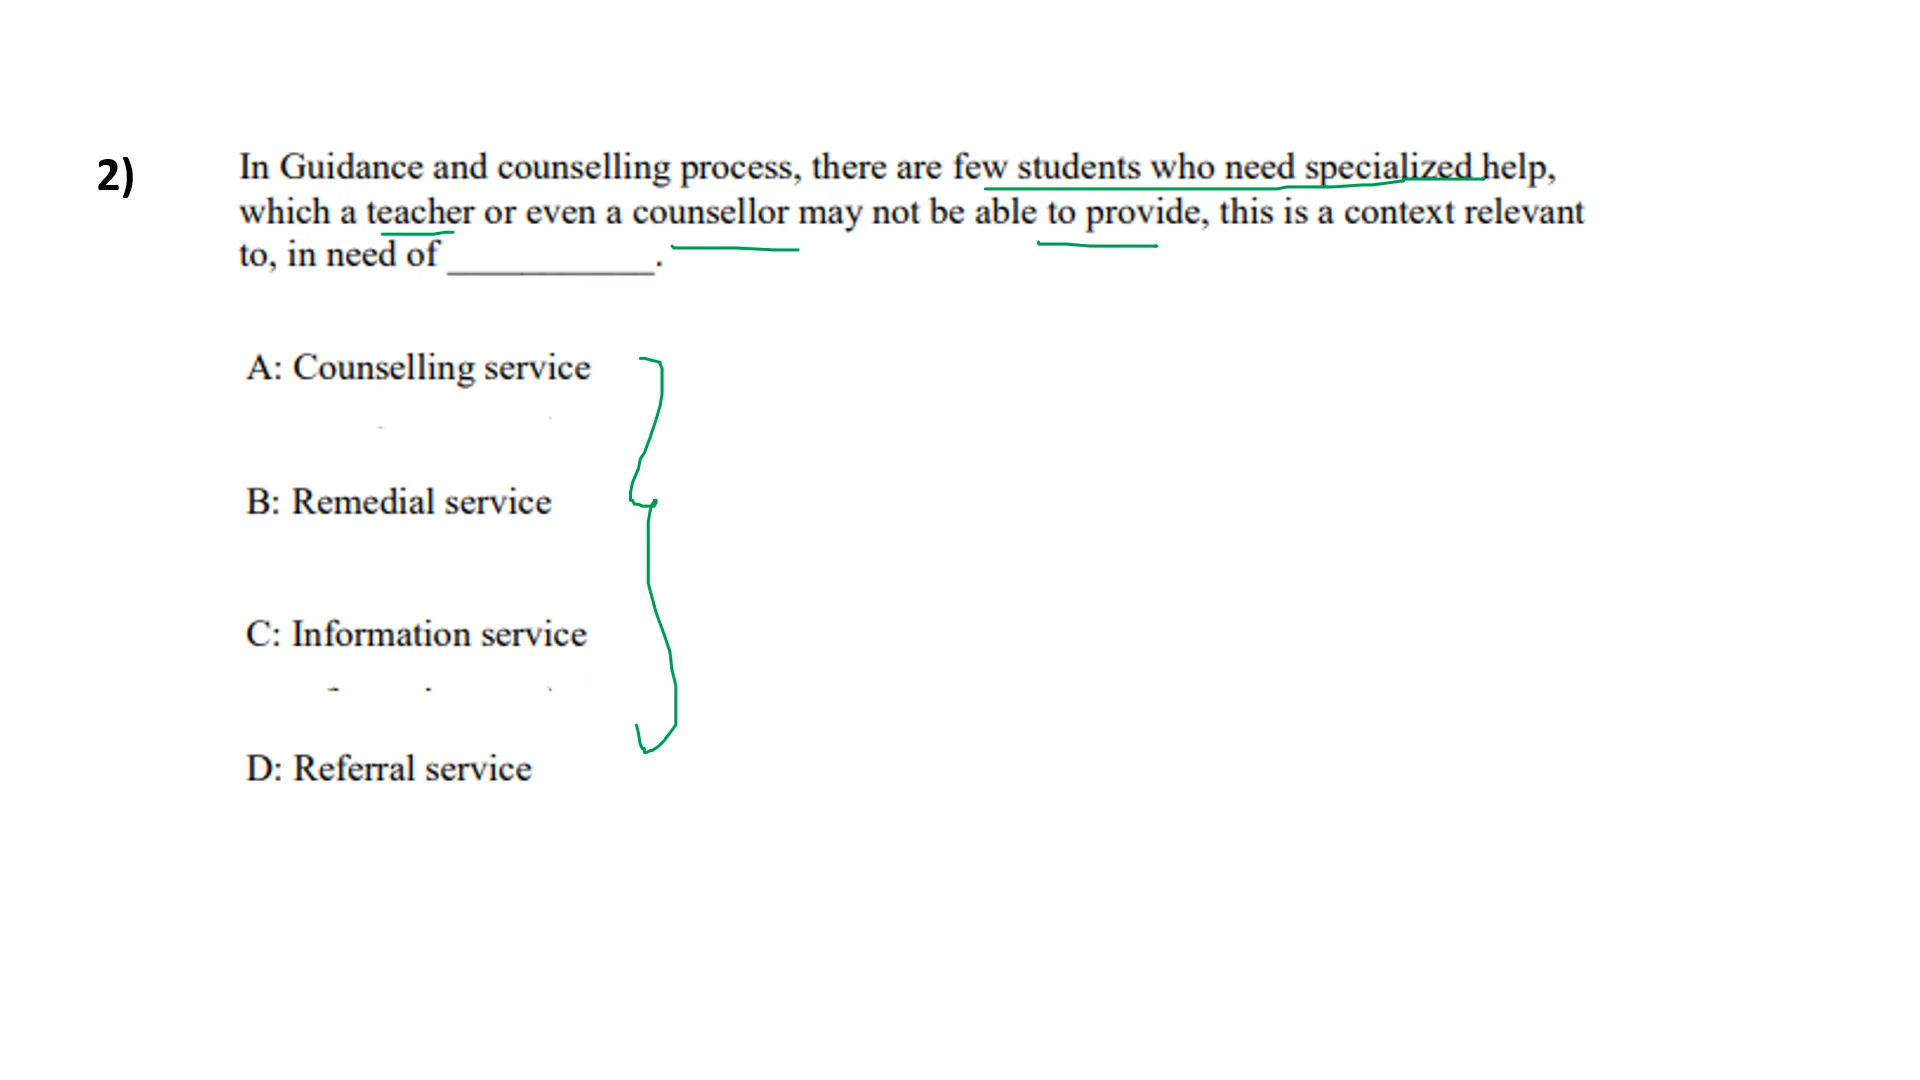 2)
In Guidance and counselling process, there are few students who need specialized help,
which a teacher or even a counsellor may not be able to provide, this is a context relevant
to, in need of ___________.
A: Counselling service
B: Remedial service
C: Information service
D: Referral service